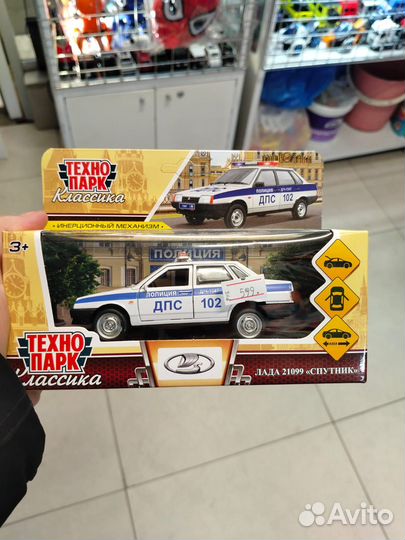 ТЕХНО
ПАРК
Классика
ПОЛИЦИЯ
ДПС 102
ИНЕРЦИОННЫЙ МЕХАНИЗМ
3+
ПОЛИЦИЯ
ПОЛИЦИЯ
ДПС 102
599
ТЕХНО
ПАРК
Классика
ЛАДА 21099 «СПУТНИК»
Avito